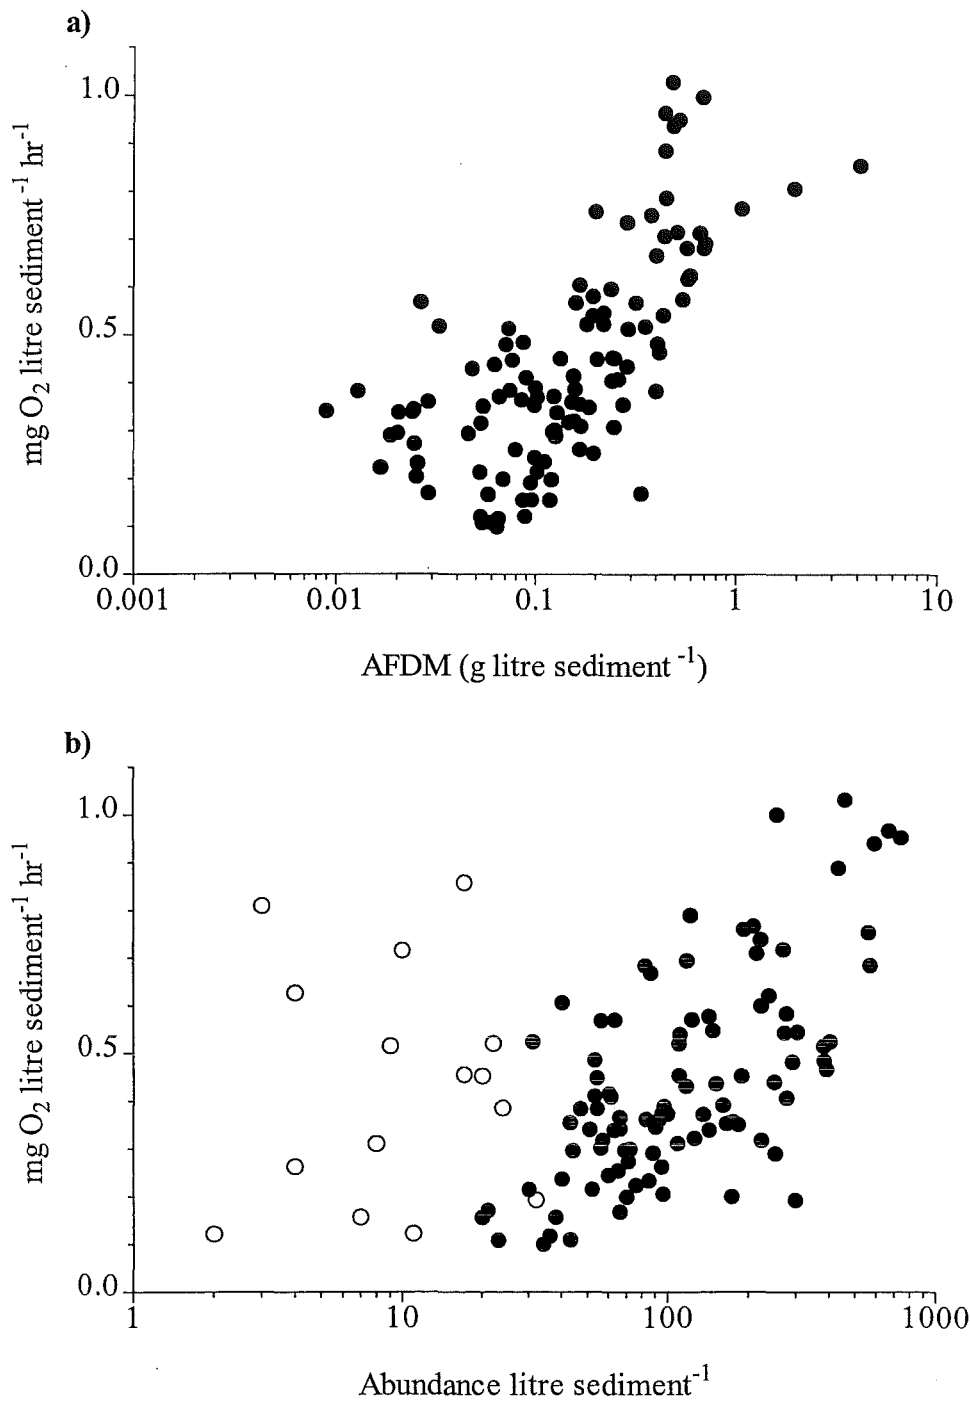 a)
mg O2 litre sediment-1 hr-1
1.0
0.5
0.0
0.001 0.01 0.1 1 10
AFDM (g litre sediment-1)
b)
mg O2 litre sediment-1 hr-1
1.0
0.5
0.0
1 10 100 1000
Abundance litre sediment-1